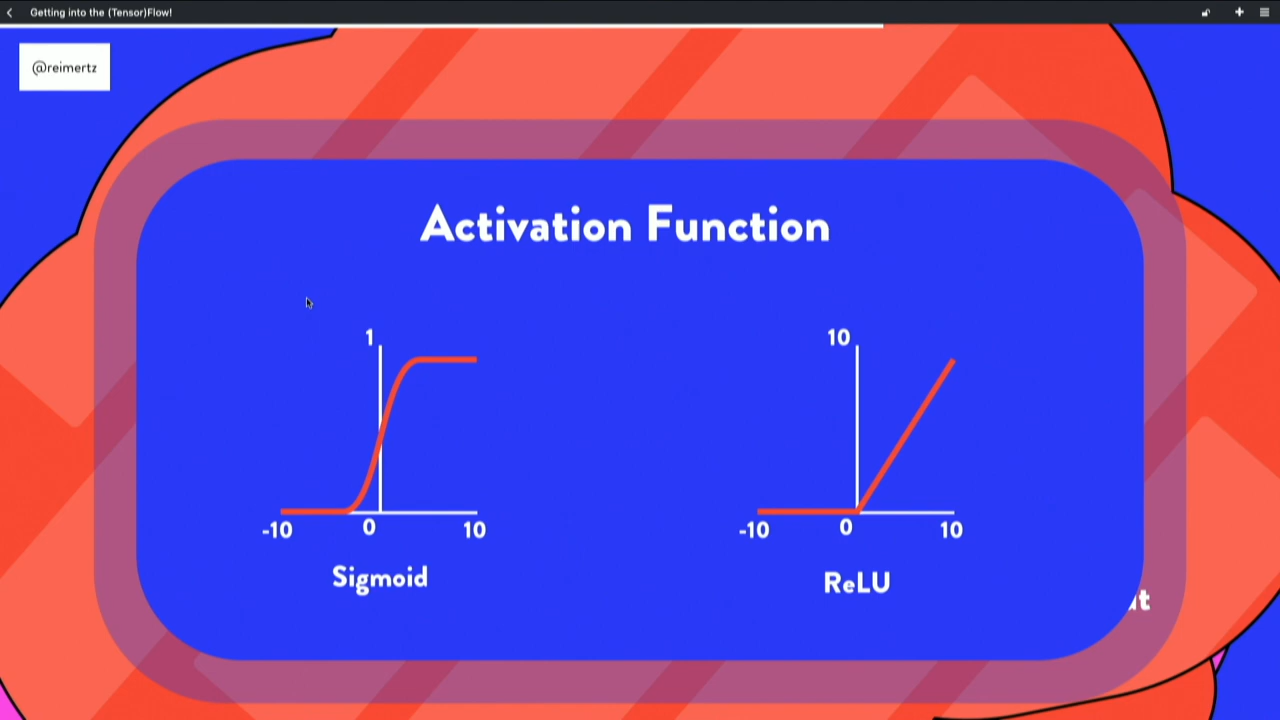 Getting into the (Tensor)Flow!
@reimertz
Activation Function
1
10
-10
0
10
-10
0
10
Sigmoid
ReLU